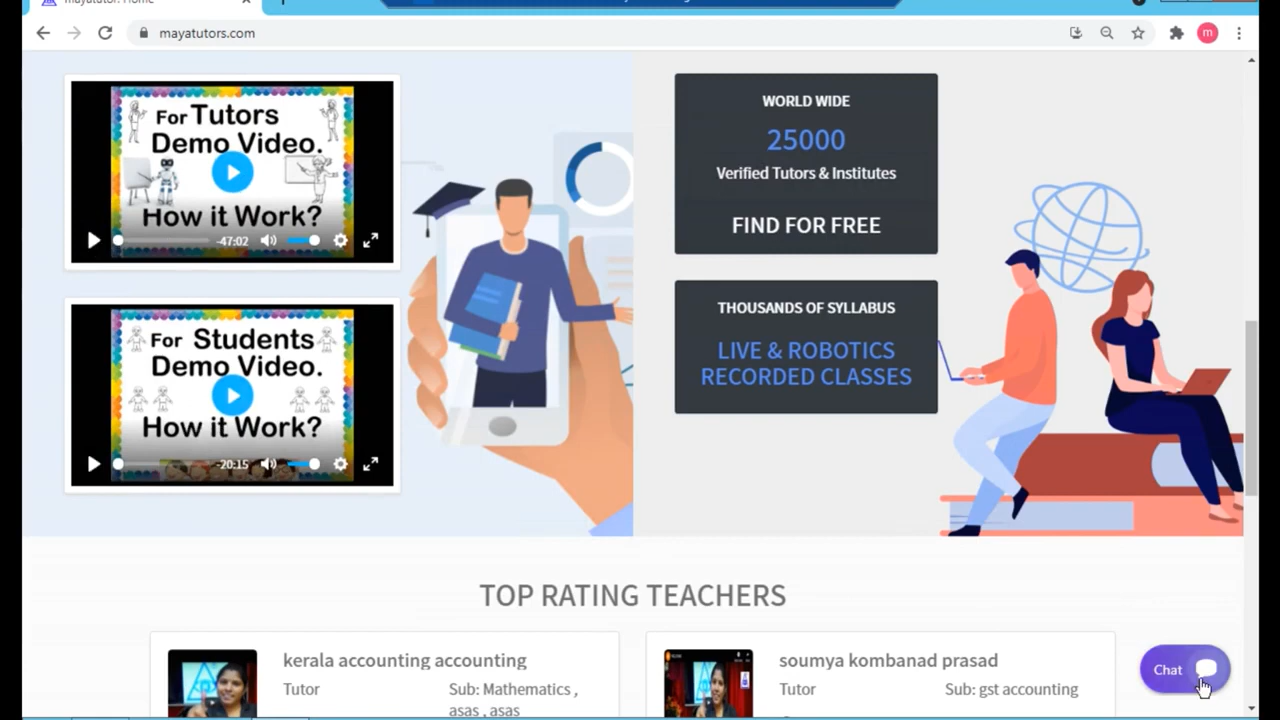 mayatutor: Home
mayatutors.com
m
For Tutors
Demo Video.
How it Work?
-47:02
For Students
Demo Video.
How it Work?
-20:15
WORLD WIDE
25000
Verified Tutors & Institutes
FIND FOR FREE
THOUSANDS OF SYLLABUS
LIVE & ROBOTICS
RECORDED CLASSES
TOP RATING TEACHERS
kerala accounting accounting
Tutor
Sub: Mathematics ,
asas , asas
soumya kombanad prasad
Tutor
Sub: gst accounting
Chat